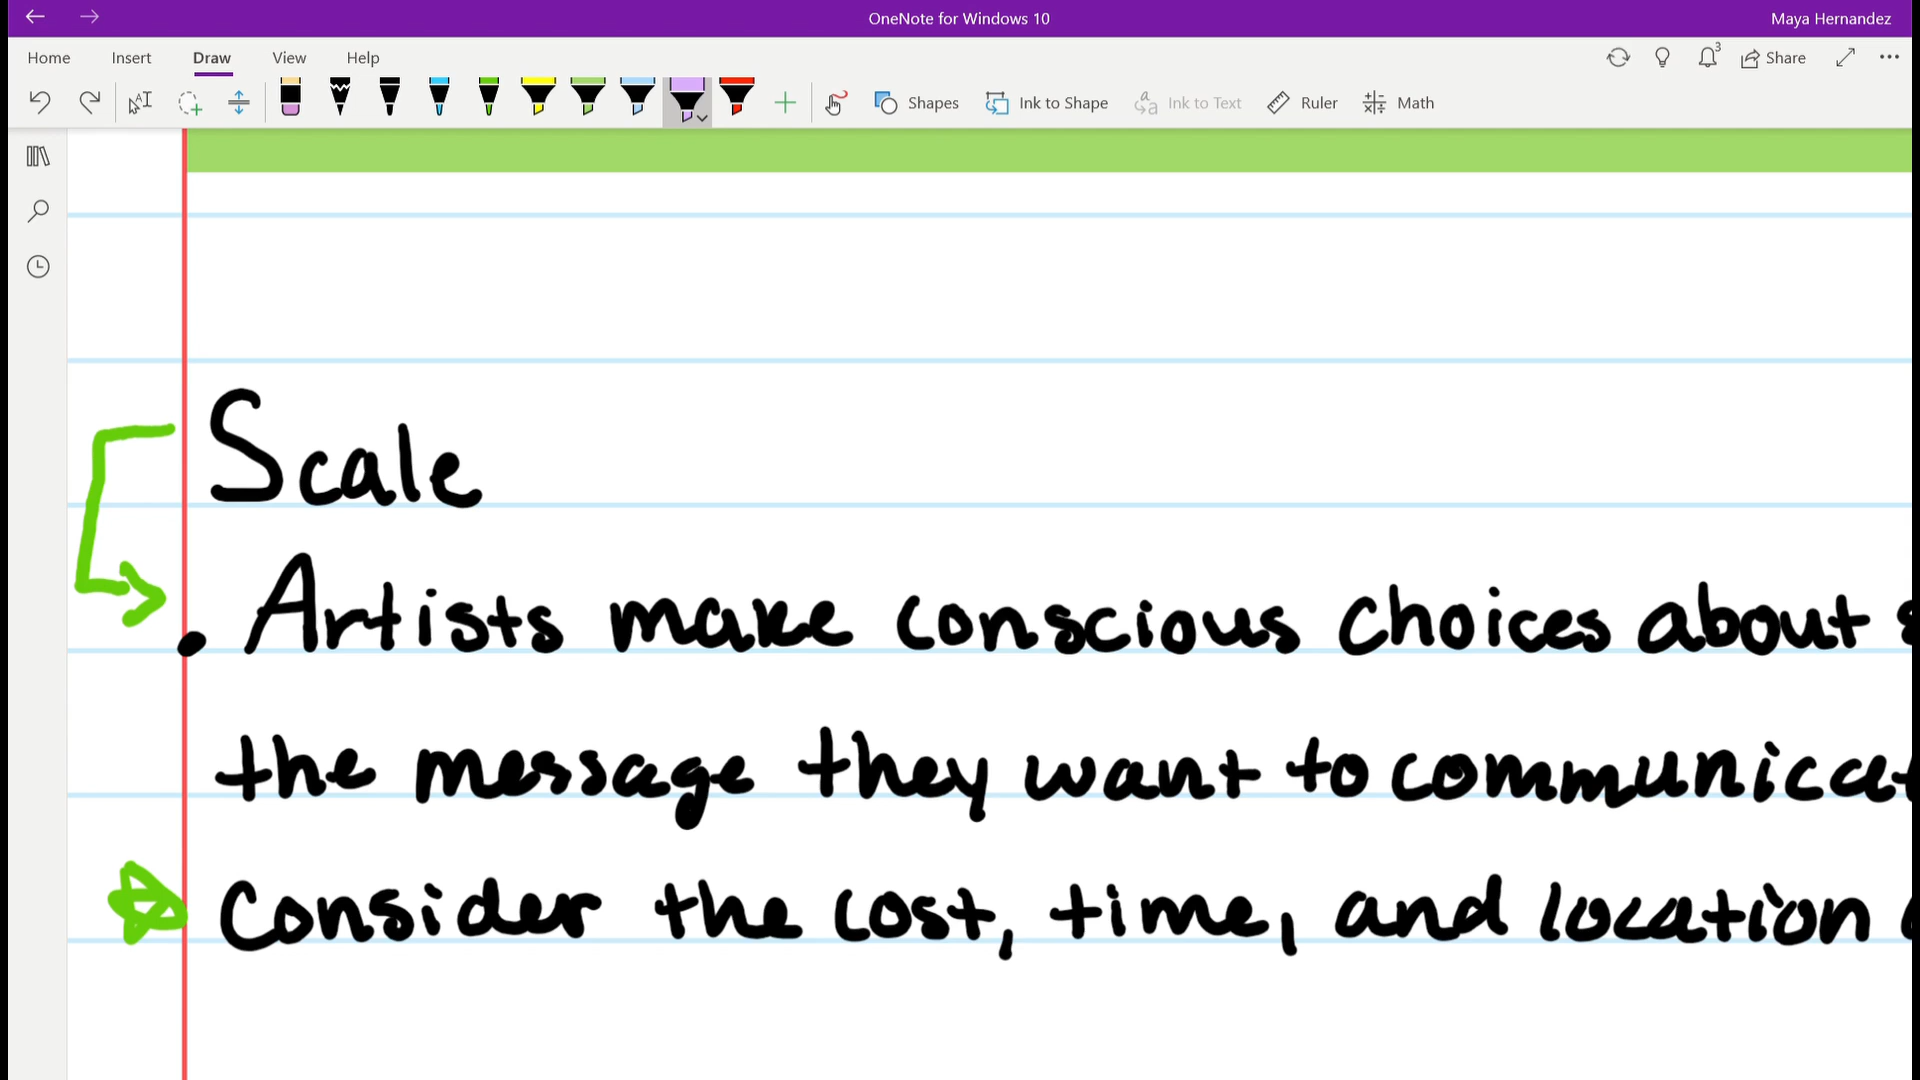 OneNote for Windows 10
Maya Hernandez
Home Insert Draw View Help
3 Share
Shapes Ink to Shape Ink to Text Ruler Math
Scale
. Artists make conscious choices about
the message they want to communicat
Consider the cost, time, and location